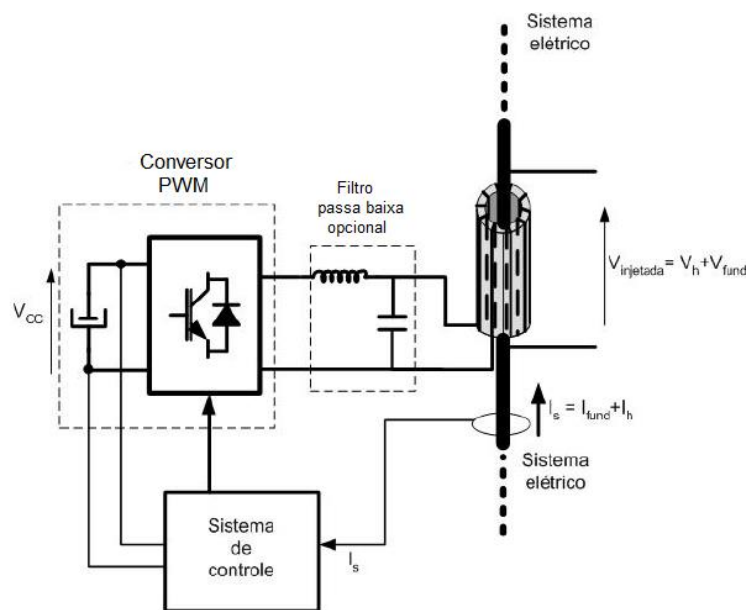 Sistema
elétrico
Conversor
PWM
Filtro
passa baixa
opcional
V_CC
V_injetada = V_h+V_fund
I_s = I_fund+I_h
Sistema
elétrico
Sistema
de
controle
I_s